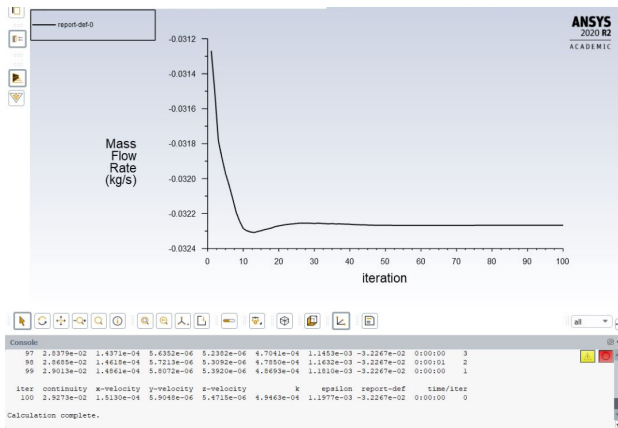 report-def-0
ANSYS
2020 R2
ACADEMIC
-0.0312
-0.0314
-0.0316
-0.0318
-0.0320
-0.0322
-0.0324
Mass
Flow
Rate
(kg/s)
0 10 20 30 40 50 60 70 80 90 100
iteration
all
Console
97 2.8379e-02 1.4371e-04 5.6352e-06 5.2382e-06 4.7041e-04 1.1453e-03 -3.2267e-02 0:00:00 3
98 2.8685e-02 1.4618e-04 5.7213e-06 5.3092e-06 4.7850e-04 1.1632e-03 -3.2267e-02 0:00:01 2
99 2.9013e-02 1.4861e-04 5.8072e-06 5.3920e-06 4.8693e-04 1.1810e-03 -3.2267e-02 0:00:00 1
iter continuity x-velocity y-velocity z-velocity k epsilon report-def time/iter
100 2.9273e-02 1.5130e-04 5.9048e-06 5.4715e-06 4.9463e-04 1.1977e-03 -3.2267e-02 0:00:00 0
Calculation complete.